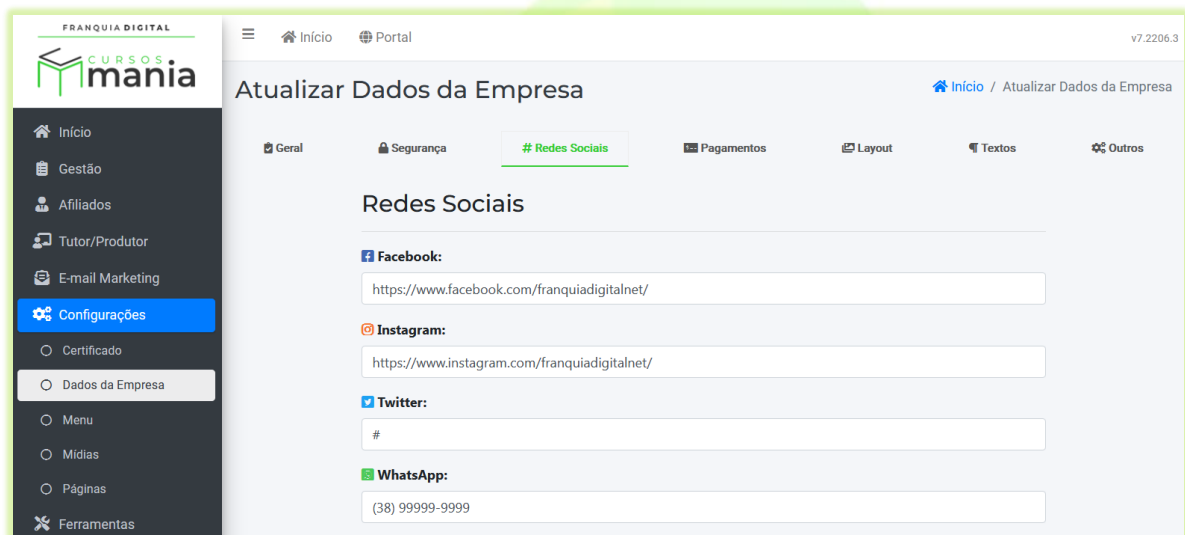 FRANQUIA DIGITAL
CURSOS
mania
Início
Gestão
Afiliados
Tutor/Produtor
E-mail Marketing
Configurações
Certificado
Dados da Empresa
Menu
Mídias
Páginas
Ferramentas
Início Portal v7.2206.3
Atualizar Dados da Empresa Início / Atualizar Dados da Empresa
Geral Segurança # Redes Sociais Pagamentos Layout Textos Outros
Redes Sociais
Facebook:
https://www.facebook.com/franquiadigitalnet/
Instagram:
https://www.instagram.com/franquiadigitalnet/
Twitter:
#
WhatsApp:
(38) 99999-9999